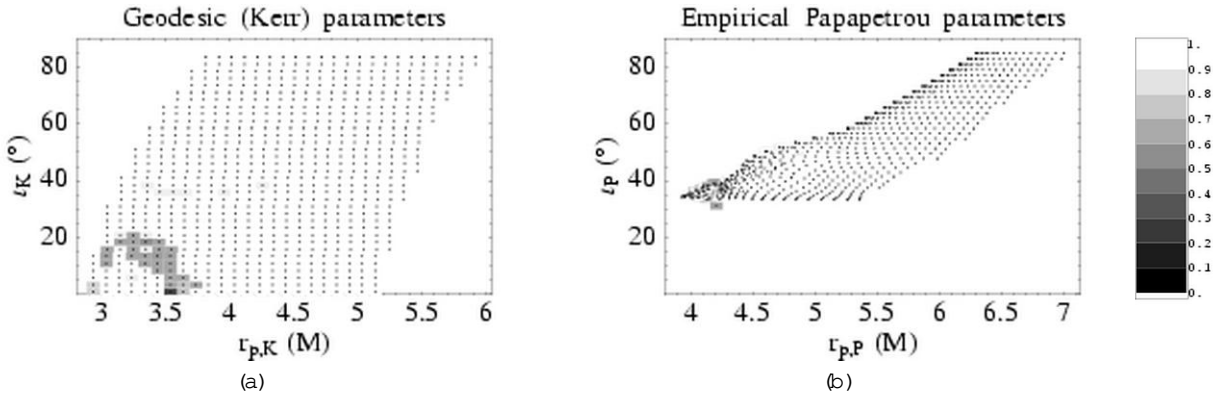 Geodesic (Kerr) parameters
80
60
40
20
ι_K (°)
3 3.5 4 4.5 5 5.5 6
r_p,K (M)
(a)
Empirical Papapetrou parameters
80
60
40
20
ι_P (°)
4 4.5 5 5.5 6 6.5 7
r_p,P (M)
(b)
1.
0.9
0.8
0.7
0.6
0.5
0.4
0.3
0.2
0.1
0.